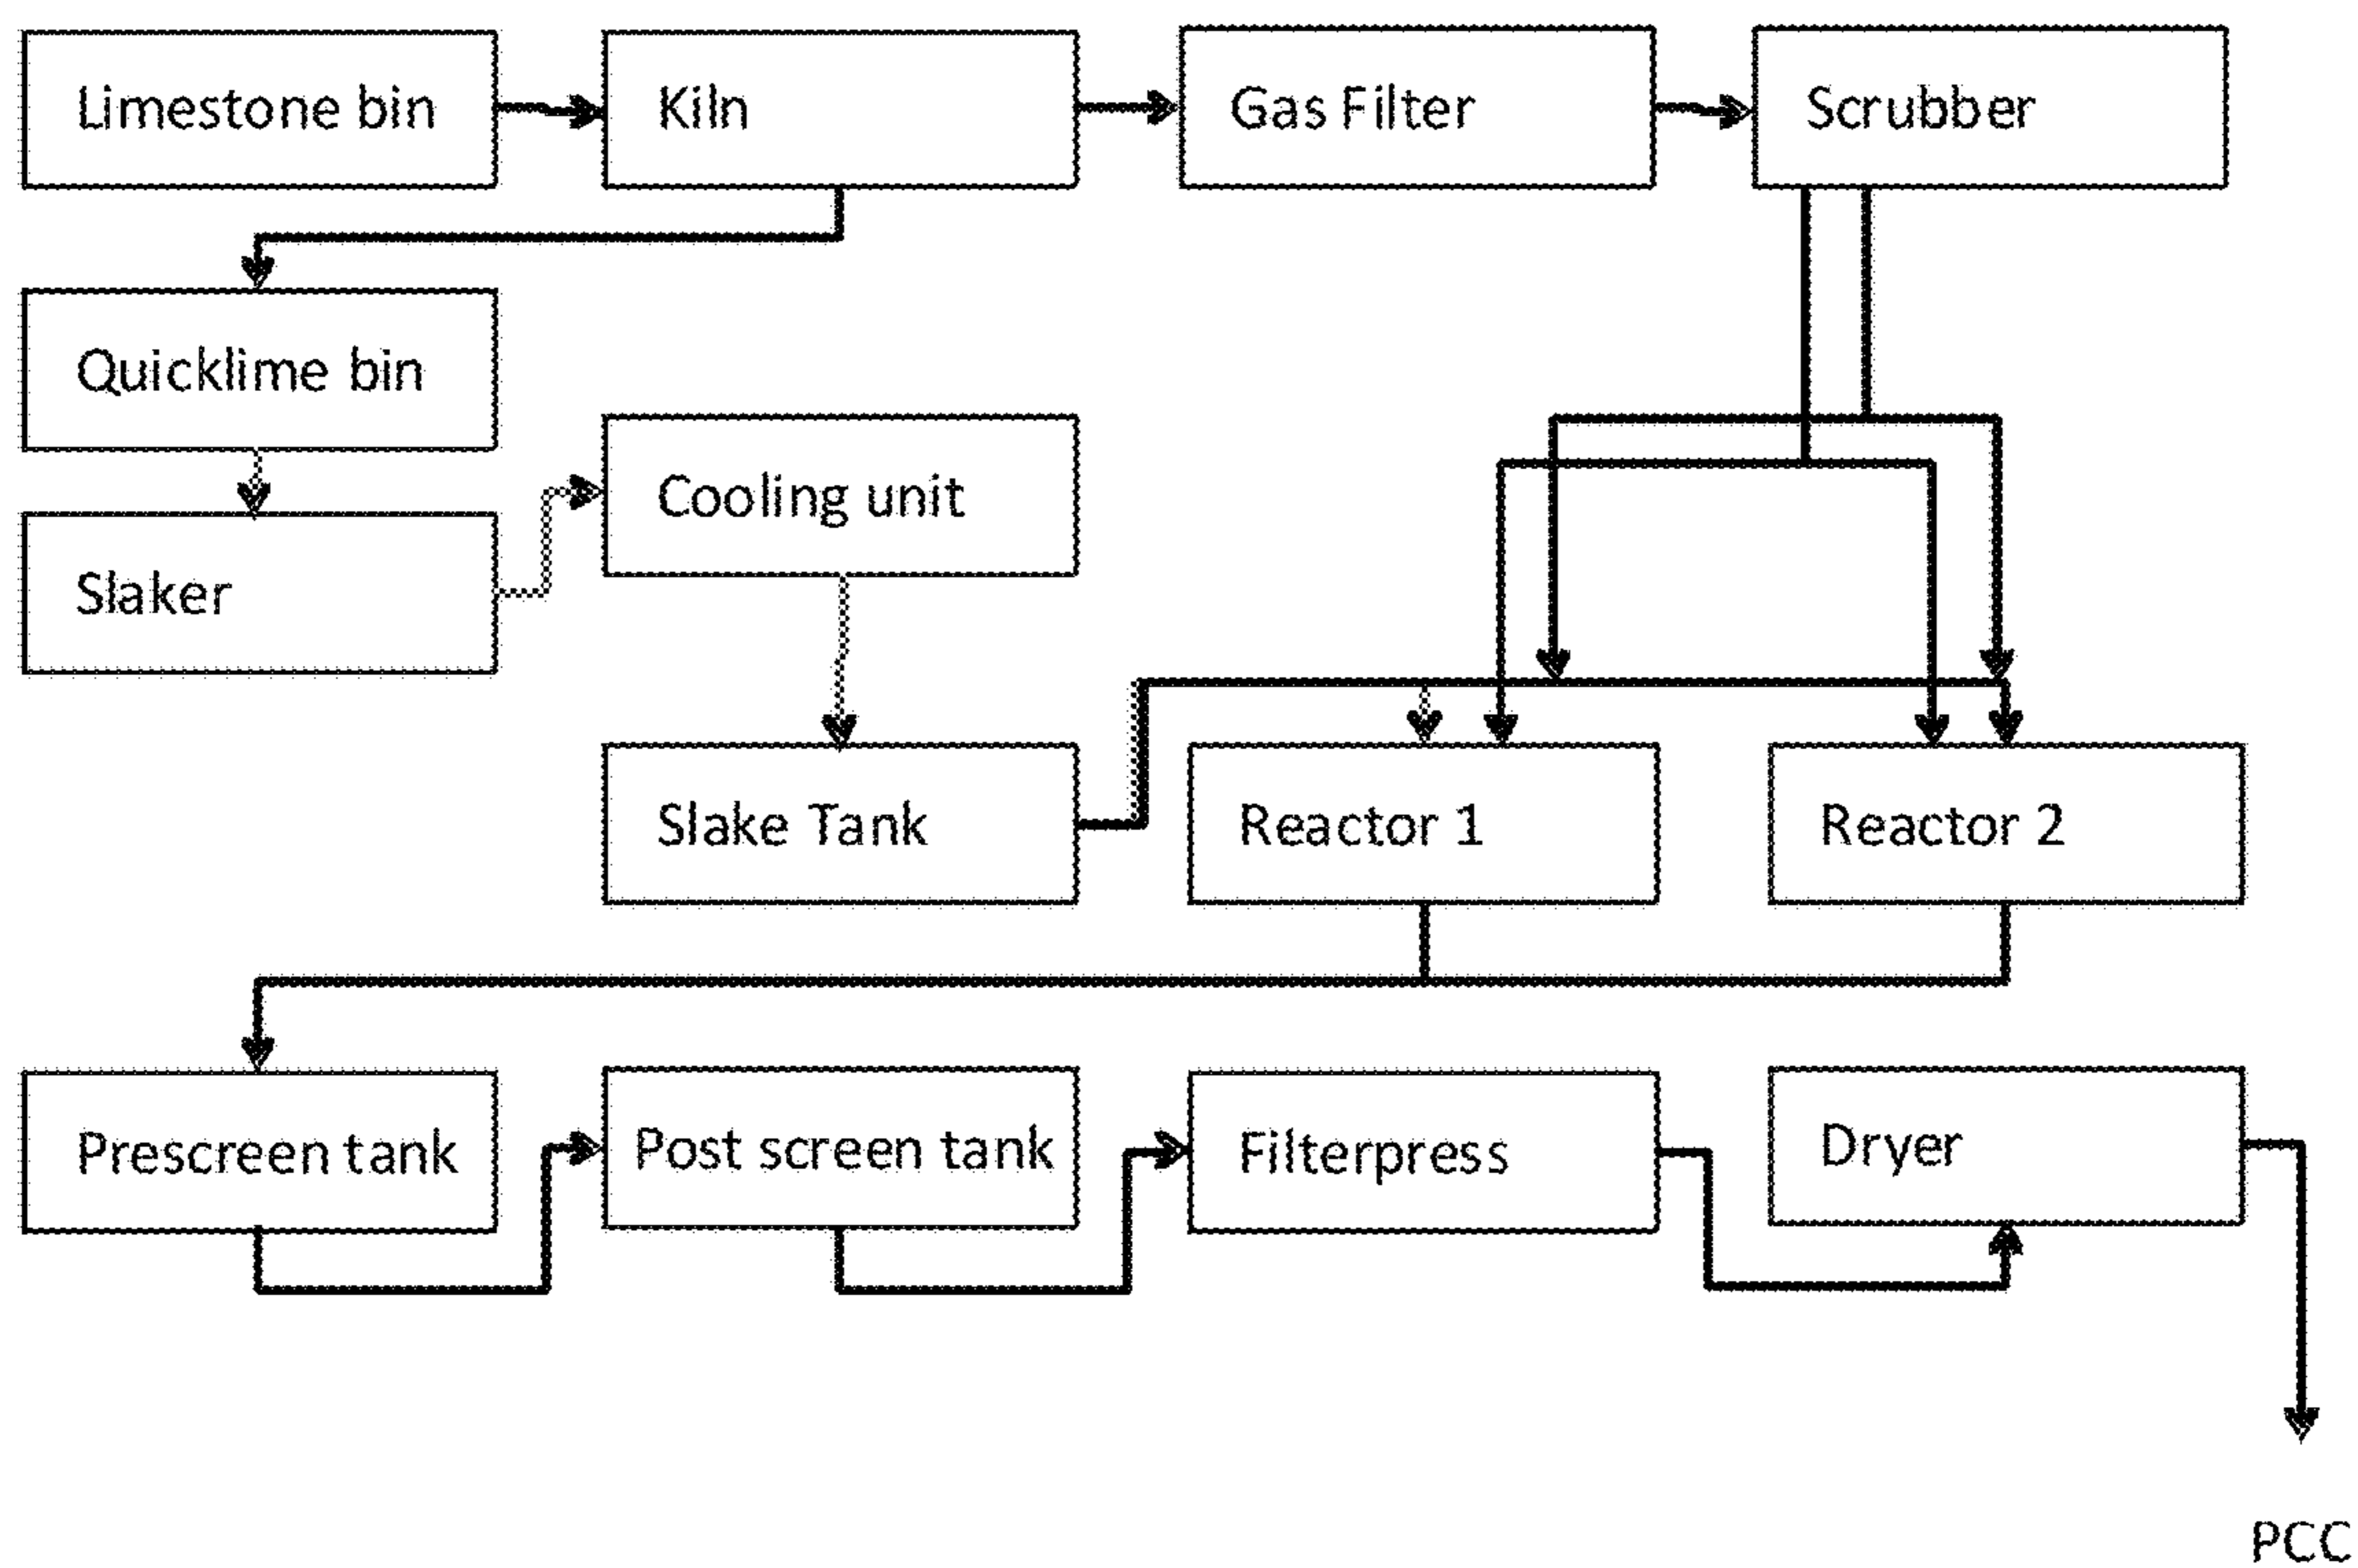 Limestone bin
Kiln
Gas Filter
Scrubber
Quicklime bin
Cooling unit
Slaker
Slake Tank
Reactor 1
Reactor 2
Prescreen tank
Post screen tank
Filterpress
Dryer
PCC